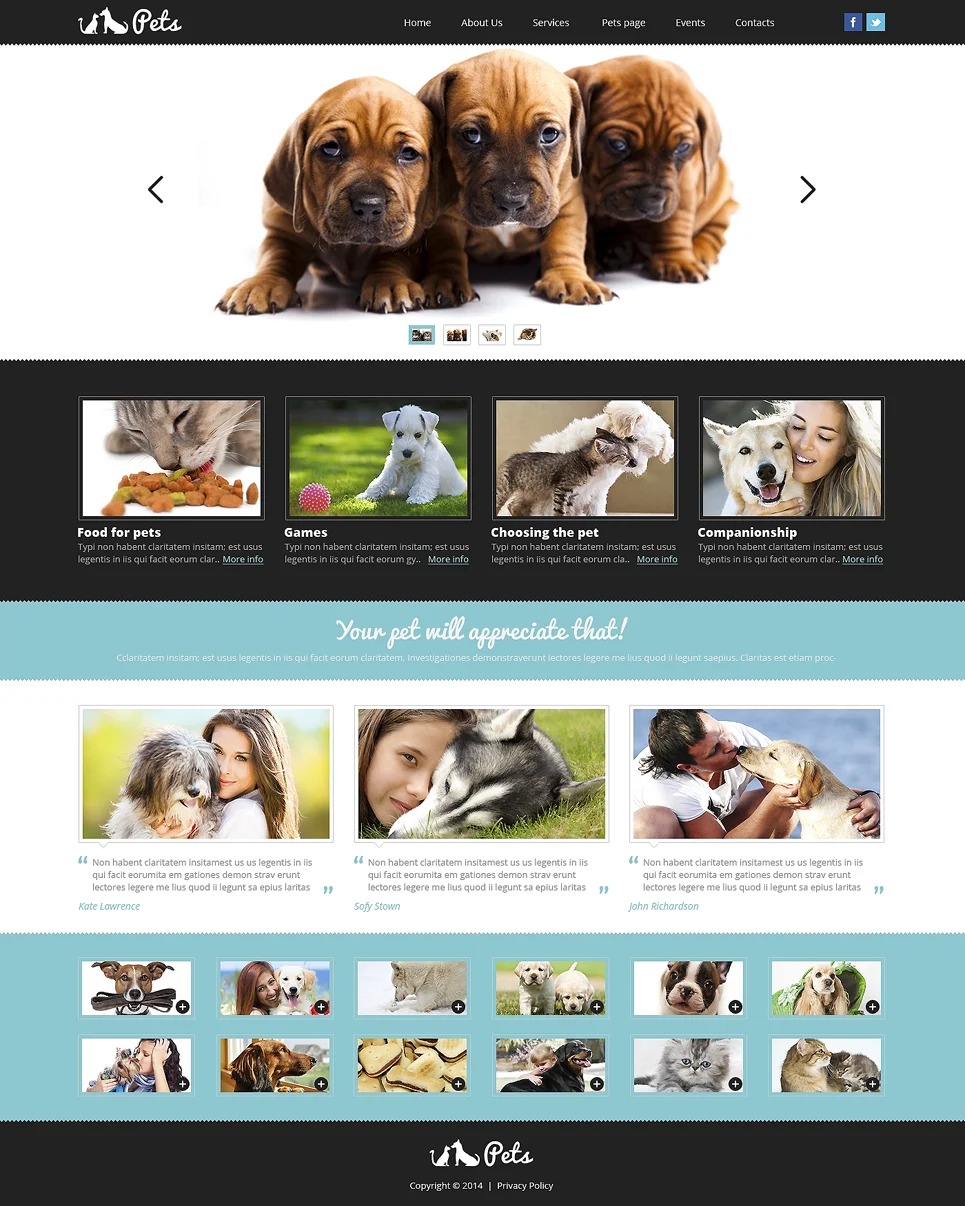 Pets
Home
About Us
Services
Pets page
Events
Contacts
f
Food for pets
Typi non habent claritatem insitam; est usus
legentis in iis qui facit eorum clar.. More info
Games
Typi non habent claritatem insitam; est usus
legentis in iis qui facit eorum gy.. More info
Choosing the pet
Typi non habent claritatem insitam; est usus
legentis in iis qui facit eorum cla.. More info
Companionship
Typi non habent claritatem insitam; est usus
legentis in iis qui facit eorum clar.. More info
Your pet will appreciate that!
Cclaritatem insitam; est usus legentis in iis qui facit eorum claritatem. Investigationes demonstraverunt lectores legere me lius quod ii legunt saepius. Claritas est etiam proc-
“ Non habent claritatem insitamest us us legentis in iis
qui facit eorumita em gationes demon strav erunt
lectores legere me lius quod ii legunt sa epius laritas ”
Kate Lawrence
“ Non habent claritatem insitamest us us legentis in iis
qui facit eorumita em gationes demon strav erunt
lectores legere me lius quod ii legunt sa epius laritas ”
Safy Stown
“ Non habent claritatem insitamest us us legentis in iis
qui facit eorumita em gationes demon strav erunt
lectores legere me lius quod ii legunt sa epius laritas ”
John Richardson
Pets
Copyright © 2014 | Privacy Policy